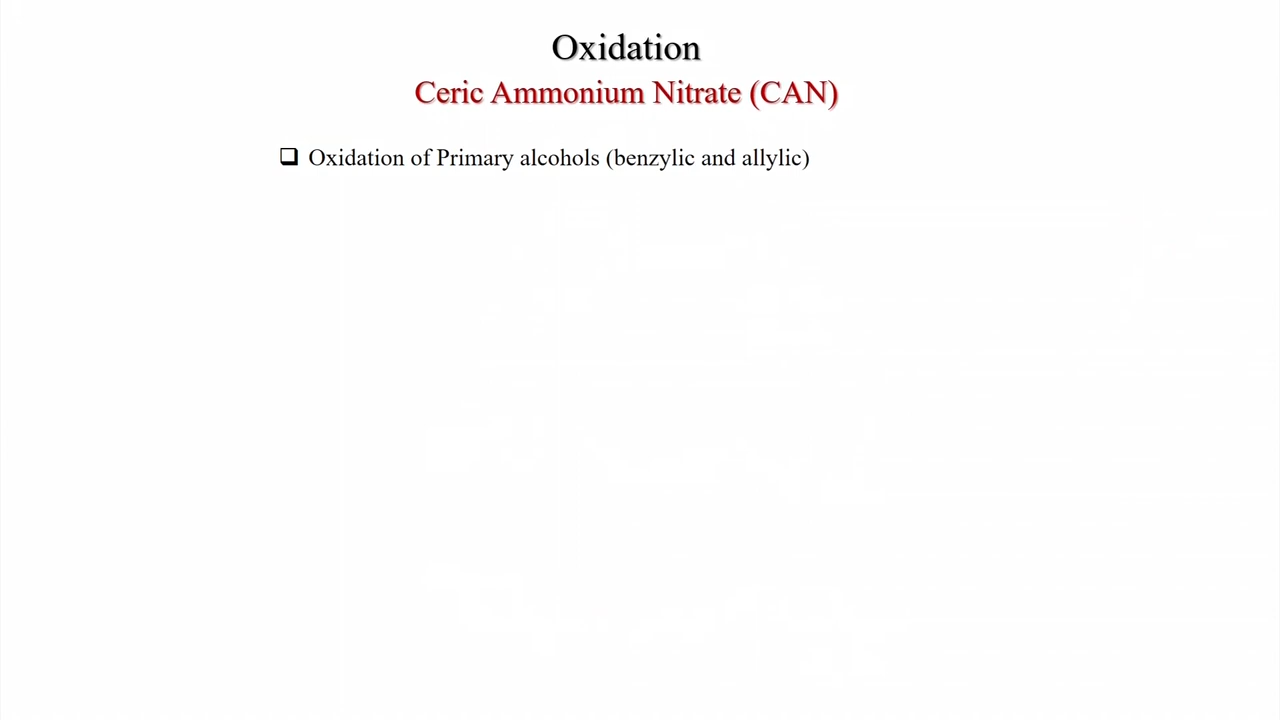 Oxidation
Ceric Ammonium Nitrate (CAN)
❑ Oxidation of Primary alcohols (benzylic and allylic)